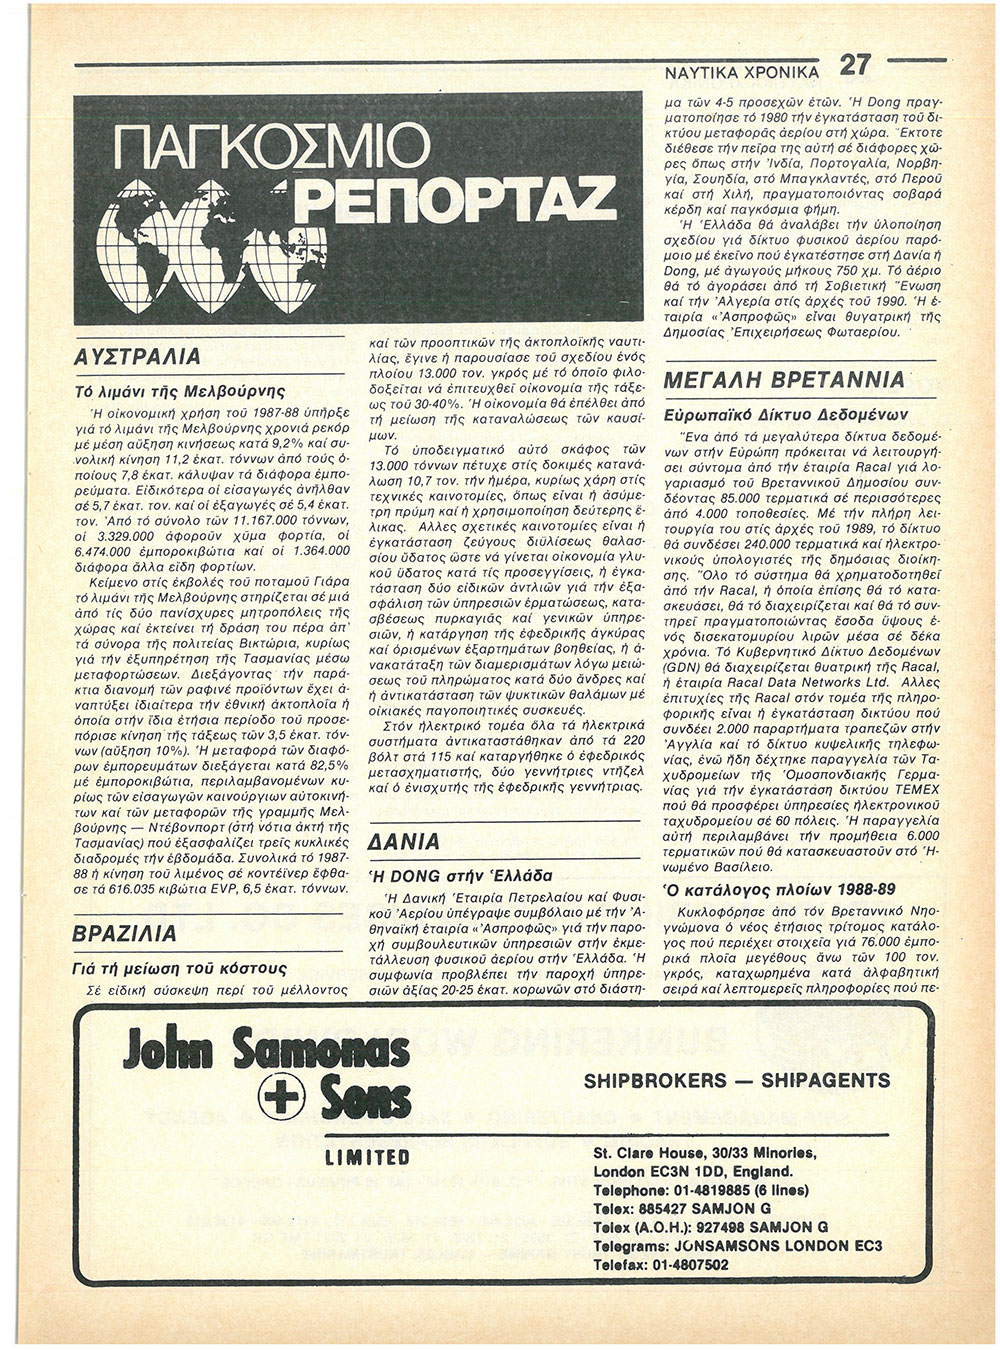 ΝΑΥΤΙΚΑ ΧΡΟΝΙΚΑ 27
ΠΑΓΚΟΣΜΙΟ
ΡΕΠΟΡΤΑΖ
ΑΥΣΤΡΑΛΙΑ
Τό λιμάνι τῆς Μελβούρνης
Ἡ οἰκονομική χρήση τοῦ 1987-88 ὑπῆρξε
γιά τό λιμάνι τῆς Μελβούρνης χρονιά ρεκόρ
μέ μέση αὔξηση κινήσεως κατά 9,2% καί συ-
νολική κίνηση 11,2 ἑκατ. τόννων ἀπό τούς ὁ-
ποίους 7,8 ἑκατ. κάλυψαν τά διάφορα ἐμπο-
ρεύματα. Εἰδικότερα οἱ εἰσαγωγές ἀνῆλθαν
σέ 5,7 ἑκατ. τον. καί οἱ ἐξαγωγές σέ 5,4 ἑκατ.
τον. Ἀπό τό σύνολο τῶν 11.167.000 τόννων,
οἱ 3.329.000 ἀφοροῦν χῦμα φορτία, οἱ
6.474.000 ἐμποροκιβώτια καί οἱ 1.364.000
διάφορα ἄλλα εἴδη φορτίων.
Κείμενο στίς ἐκβολές τοῦ ποταμοῦ Γιάρα
τό λιμάνι τῆς Μελβούρνης στηρίζεται σέ μιά
ἀπό τίς δύο πανίσχυρες μητροπόλεις τῆς
χώρας καί ἐκτείνει τή δράση του πέρα ἀπ'
τά σύνορα τῆς πολιτείας Βικτώρια, κυρίως
γιά τήν ἐξυπηρέτηση τῆς Τασμανίας μέσω
μεταφορτώσεων. Διεξάγοντας τήν παρά-
κτια διανομή τῶν ραφινέ προϊόντων ἔχει ἀ-
ναπτύξει ἰδιαίτερα τήν ἐθνική ἀκτοπλοΐα ἡ
ὁποία στήν ἴδια ἐτήσια περίοδο τοῦ προσε-
πόρισε κίνηση τῆς τάξεως τῶν 3,5 ἑκατ. τόν-
νων (αὔξηση 10%). Ἡ μεταφορά τῶν διαφό-
ρων ἐμπορευμάτων διεξάγεται κατά 82,5%
μέ ἐμποροκιβώτια, περιλαμβανομένων κυ-
ρίως τῶν εἰσαγωγῶν καινούργιων αὐτοκινή-
των καί τῶν μεταφορῶν τῆς γραμμῆς Μελ-
βούρνης — Ντέβονπορτ (στή νότια ἀκτή τῆς
Τασμανίας) πού ἐξασφαλίζει τρεῖς κυκλικές
διαδρομές τήν ἑβδομάδα. Συνολικά τό 1987-
88 ἡ κίνηση τοῦ λιμένος σέ κοντέϊνερ ἔφθα-
σε τά 616.035 κιβώτια EVP, 6,5 ἑκατ. τόννων.
ΒΡΑΖΙΛΙΑ
Γιά τή μείωση τοῦ κόστους
Σέ εἰδική σύσκεψη περί τοῦ μέλλοντος
καί τῶν προοπτικῶν τῆς ἀκτοπλοϊκῆς ναυτι-
λίας, ἔγινε ἡ παρουσίασε τοῦ σχεδίου ἑνός
πλοίου 13.000 τον. γκρός μέ τό ὁποῖο φιλο-
δοξεῖται νά ἐπιτευχθεῖ οἰκονομία τῆς τάξε-
ως τοῦ 30-40%. Ἡ οἰκονομία θά ἐπέλθει ἀπό
τή μείωση τῆς καταναλώσεως τῶν καυσί-
μων.
Τό ὑποδειγματικό αὐτό σκάφος τῶν
13.000 τόννων πέτυχε στίς δοκιμές κατανά-
λωση 10,7 τον. τήν ἡμέρα, κυρίως χάρη στίς
τεχνικές καινοτομίες, ὅπως εἶναι ἡ ἀσύμε-
τρη πρύμη καί ἡ χρησιμοποίηση δεύτερης ἕ-
λικας. Αλλες σχετικές καινοτομίες εἶναι ἡ
ἐγκατάσταση ζεύγους διϋλίσεως θαλασ-
σίου ὕδατος ὥστε νά γίνεται οἰκονομία γλυ-
κοῦ ὕδατος κατά τίς προσεγγίσεις, ἡ ἐγκα-
τάσταση δύο εἰδικῶν ἀντλιῶν γιά τήν ἐξα-
σφάλιση τῶν ὑπηρεσιῶν ἑρματώσεως, κατα-
σβέσεως πυρκαγιᾶς καί γενικῶν ὑπηρε-
σιῶν, ἡ κατάργηση τῆς ἐφεδρικῆς ἀγκύρας
καί ὁρισμένων ἐξαρτημάτων βοηθείας, ἡ ἀ-
νακατάταξη τῶν διαμερισμάτων λόγω μειώ-
σεως τοῦ πληρώματος κατά δύο ἄνδρες καί
ἡ ἀντικατάσταση τῶν ψυκτικῶν θαλάμων μέ
οἰκιακές παγοποιητικές συσκευές.
Στόν ἠλεκτρικό τομέα ὅλα τά ἠλεκτρικά
συστήματα ἀντικαταστάθηκαν ἀπό τά 220
βόλτ στά 115 καί καταργήθηκε ὁ ἐφεδρικός
μετασχηματιστής, δύο γεννήτριες ντῆζελ
καί ὁ ἐνισχυτής τῆς ἐφεδρικῆς γεννήτριας.
ΔΑΝΙΑ
Ἡ DONG στήν Ἑλλάδα
Ἡ Δανική Ἑταιρία Πετρελαίου καί Φυσι-
κοῦ Ἀερίου ὑπέγραψε συμβόλαιο μέ τήν Ἀ-
θηναϊκή ἑταιρία «Ἀσπροφῶς» γιά τήν παρο-
χή συμβουλευτικῶν ὑπηρεσιῶν στήν ἐκμε-
τάλλευση φυσικοῦ ἀερίου στήν Ἑλλάδα. Ἡ
συμφωνία προβλέπει τήν παροχή ὑπηρε-
σιῶν ἀξίας 20-25 ἑκατ. κορωνῶν στό διάστη-
μα τῶν 4-5 προσεχῶν ἐτῶν. Ἡ Dong πραγ-
ματοποίησε τό 1980 τήν ἐγκατάσταση τοῦ δι-
κτύου μεταφορᾶς ἀερίου στή χώρα. Ἔκτοτε
διέθεσε τήν πεῖρα της αὐτή σέ διάφορες χῶ-
ρες ὅπως στήν Ἰνδία, Πορτογαλία, Νορβη-
γία, Σουηδία, στό Μπαγκλαντές, στό Περοῦ
καί στή Χιλή, πραγματοποιόντας σοβαρά
κέρδη καί παγκόσμια φήμη.
Ἡ Ἑλλάδα θά ἀναλάβει τήν ὑλοποίηση
σχεδίου γιά δίκτυο φυσικοῦ ἀερίου παρό-
μοιο μέ ἐκεῖνο πού ἐγκατέστησε στή Δανία ἡ
Dong, μέ ἀγωγούς μήκους 750 χμ. Τό ἀέριο
θά τό ἀγοράσει ἀπό τή Σοβιετική Ἕνωση
καί τήν Ἀλγερία στίς ἀρχές τοῦ 1990. Ἡ ἑ-
ταιρία «Ἀσπροφῶς» εἶναι θυγατρική τῆς
Δημοσίας Ἐπιχειρήσεως Φωταερίου.
ΜΕΓΑΛΗ ΒΡΕΤΑΝΝΙΑ
Εὐρωπαϊκό Δίκτυο Δεδομένων
Ἕνα ἀπό τά μεγαλύτερα δίκτυα δεδομέ-
νων στήν Εὐρώπη πρόκειται νά λειτουργή-
σει σύντομα ἀπό τήν ἑταιρία Racal γιά λο-
γαριασμό τοῦ Βρεταννικοῦ Δημοσίου συν-
δέοντας 85.000 τερματικά σέ περισσότερες
ἀπό 4.000 τοποθεσίες. Μέ τήν πλήρη λει-
τουργία του στίς ἀρχές τοῦ 1989, τό δίκτυο
θά συνδέσει 240.000 τερματικά καί ἠλεκτρο-
νικούς ὑπολογιστές τῆς δημόσιας διοίκη-
σης. Ὅλο τό σύστημα θά χρηματοδοτηθεῖ
ἀπό τήν Racal, ἡ ὁποία ἐπίσης θά τό κατα-
σκευάσει, θά τό διαχειρίζεται καί θά τό συν-
τηρεῖ πραγματοποιώντας ἔσοδα ὕψους ἑ-
νός δισεκατομυρίου λιρῶν μέσα σέ δέκα
χρόνια. Τό Κυβερνητικό Δίκτυο Δεδομένων
(GDN) θά διαχειρίζεται θυατρική τῆς Racal,
ἡ ἑταιρία Racal Data Networks Ltd. Αλλες
ἐπιτυχίες τῆς Racal στόν τομέα τῆς πληρο-
φορικῆς εἶναι ἡ ἐγκατάσταση δικτύου πού
συνδέει 2.000 παραρτήματα τραπεζῶν στήν
Ἀγγλία καί τό δίκτυο κυψελικῆς τηλεφω-
νίας, ἐνῶ ἤδη δέχτηκε παραγγελία τῶν Τα-
χυδρομείων τῆς Ὁμοσπονδιακῆς Γερμα-
νίας γιά τήν ἐγκατάσταση δικτύου TEMEX
πού θά προσφέρει ὑπηρεσίες ἠλεκτρονικοῦ
ταχυδρομείου σέ 60 πόλεις. Ἡ παραγγελία
αὐτή περιλαμβάνει τήν προμήθεια 6.000
τερματικῶν πού θά κατασκευαστοῦν στό Ἡ-
νωμένο Βασίλειο.
Ὁ κατάλογος πλοίων 1988-89
Κυκλοφόρησε ἀπό τόν Βρεταννικό Νηο-
γνώμονα ὁ νέος ἐτήσιος τρίτομος κατάλο-
γος πού περιέχει στοιχεῖα γιά 76.000 ἐμπο-
ρικά πλοῖα μεγέθους ἄνω τῶν 100 τον.
γκρός, καταχωρημένα κατά ἀλφαβητική
σειρά καί λεπτομερεῖς πληροφορίες πού πε-
John Samonas
+ Sons
LIMITED
SHIPBROKERS — SHIPAGENTS
St. Clare House, 30/33 Minories,
London EC3N 1DD, England.
Telephone: 01-4819885 (6 lines)
Telex: 885427 SAMJON G
Telex (A.O.H.): 927498 SAMJON G
Telegrams: JONSAMSONS LONDON EC3
Telefax: 01-4807502